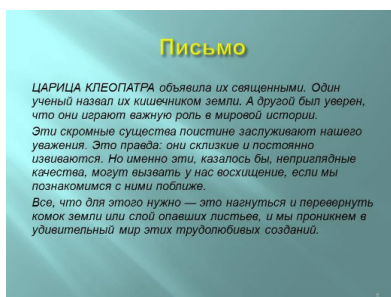 Письмо
ЦАРИЦА КЛЕОПАТРА объявила их священными. Один
ученый назвал их кишечником земли. А другой был уверен,
что они играют важную роль в мировой истории.
Эти скромные существа поистине заслуживают нашего
уважения. Это правда: они склизкие и постоянно
извиваются. Но именно эти, казалось бы, неприглядные
качества, могут вызвать у нас восхищение, если мы
познакомимся с ними поближе.
Все, что для этого нужно — это нагнуться и перевернуть
комок земли или слой опавших листьев, и мы проникнем в
удивительный мир этих трудолюбивых созданий.